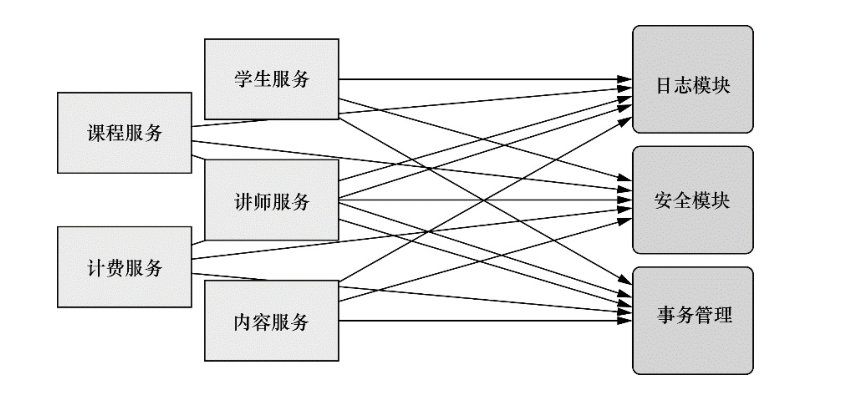 学生服务
课程服务
讲师服务
计费服务
内容服务
日志模块
安全模块
事务管理